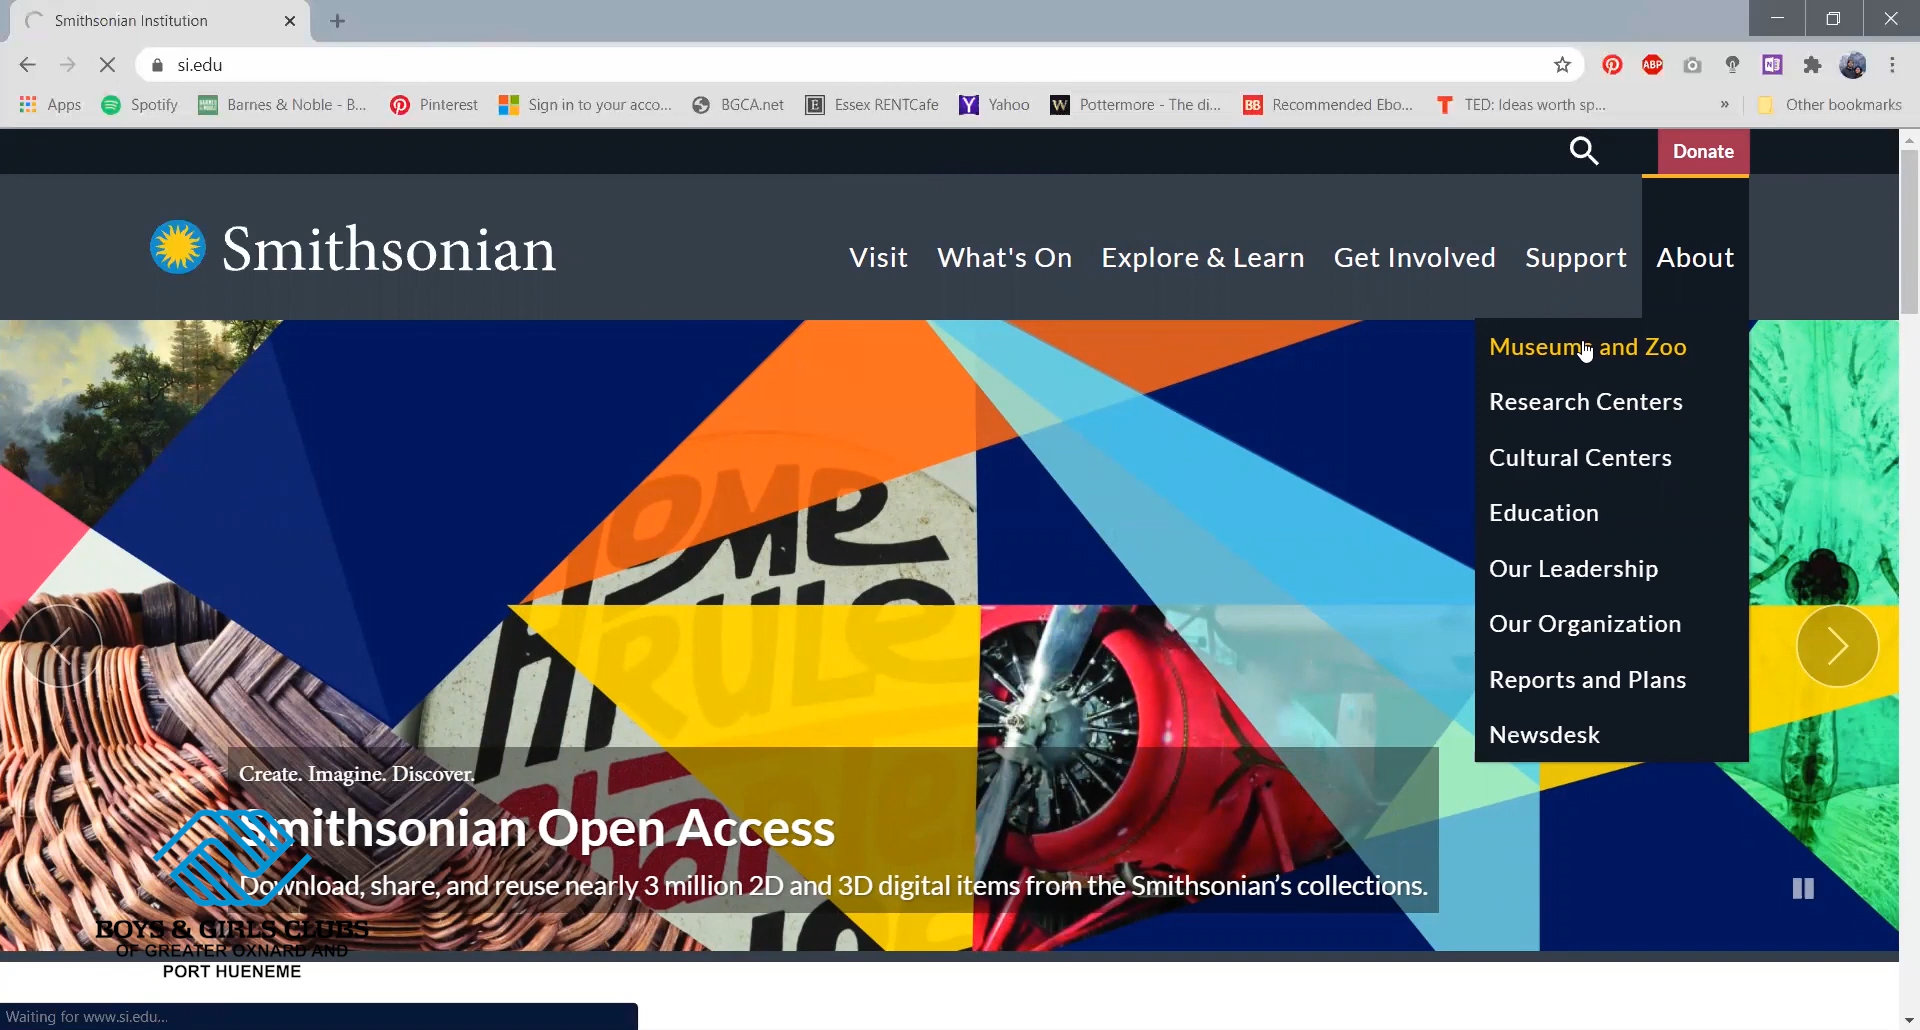 Smithsonian Institution
si.edu
ABP
N
Apps
Spotify
Barnes & Noble - B...
Pinterest
Sign in to your acco...
BGCA.net
E
Essex RENTCafe
Y
Yahoo
W
Pottermore - The di...
BB
Recommended Ebo...
T
TED: Ideas worth sp...
»
Other bookmarks
Donate
Smithsonian
Visit
What's On
Explore & Learn
Get Involved
Support
About
Museums and Zoo
Research Centers
Cultural Centers
Education
Our Leadership
Our Organization
Reports and Plans
Newsdesk
HOME
RULE
Create. Imagine. Discover.
Smithsonian Open Access
Download, share, and reuse nearly 3 million 2D and 3D digital items from the Smithsonian's collections.
BOYS & GIRLS CLUBS
OF GREATER OXNARD AND
PORT HUENEME
Waiting for www.si.edu...